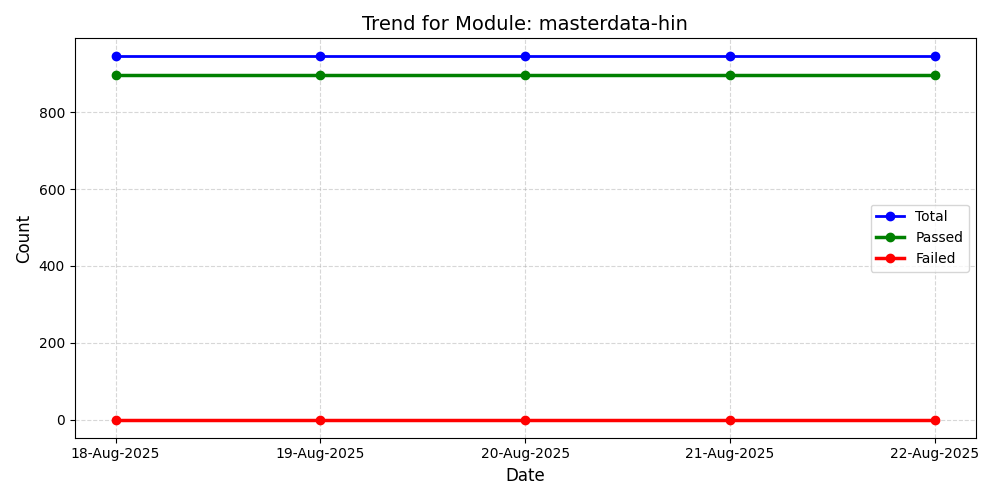 Trend for Module: masterdata-hin
Count
800
600
400
200
0
Total
Passed
Failed
18-Aug-2025
19-Aug-2025
20-Aug-2025
21-Aug-2025
22-Aug-2025
Date